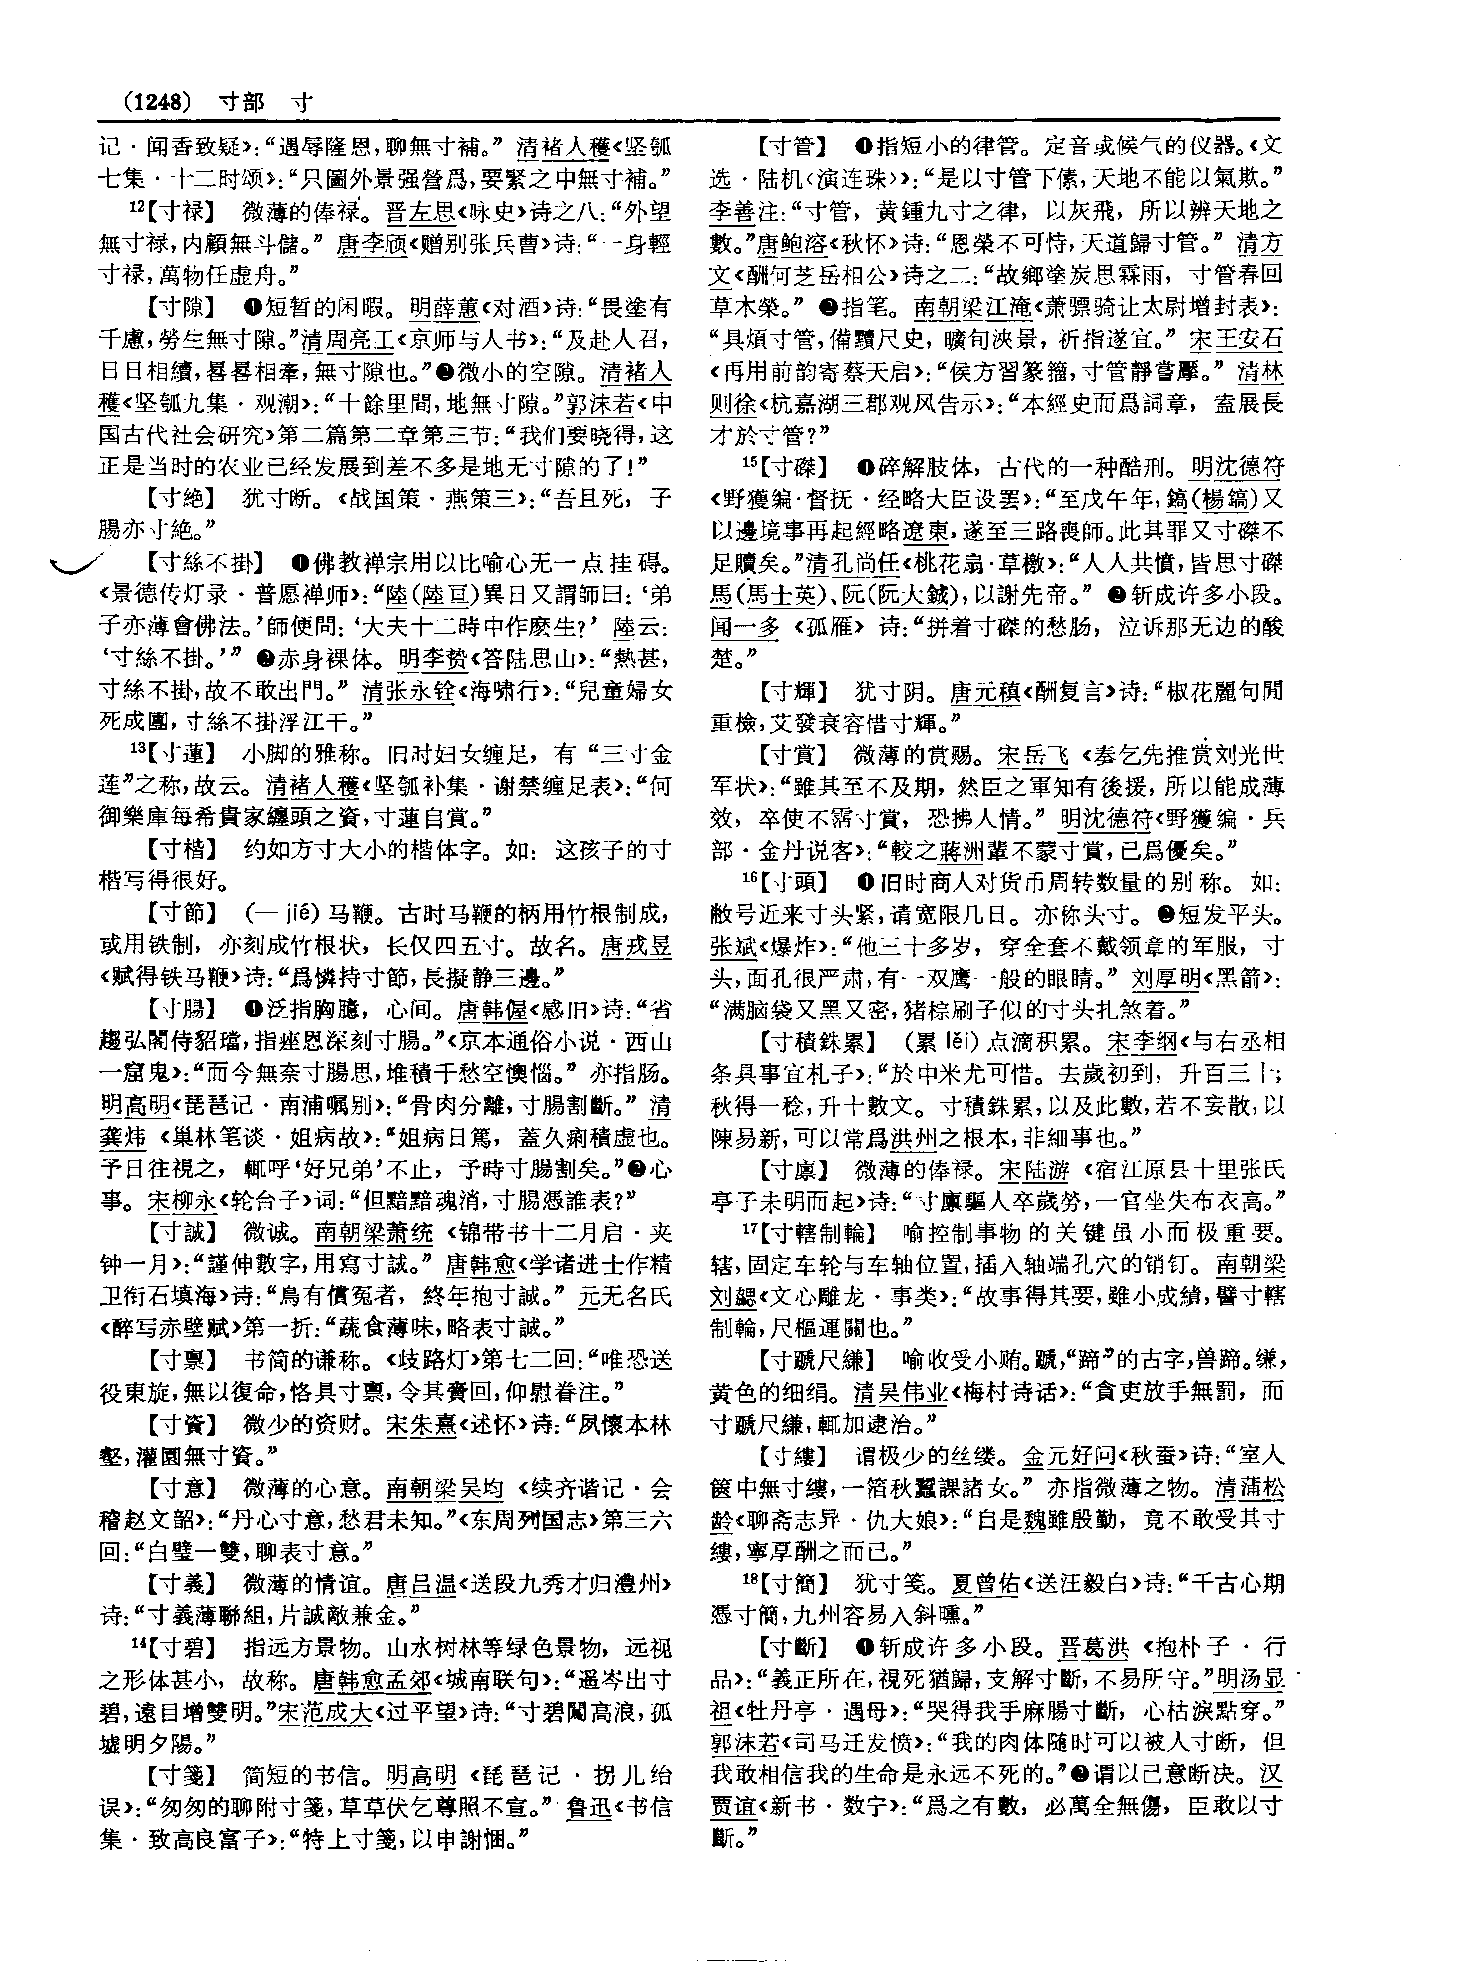 (1248) 寸部 寸
记·闻香致疑》：“遇辱隆恩，聊無寸補。” 清褚人穫《坚瓠
七集·十二时颂》：“只圖外景强營爲，要緊之中無寸補。”
12【寸禄】 微薄的俸禄。晋左思《咏史》诗之八：“外望
無寸禄，内顧無斗儲。” 唐李颀《赠别张兵曹》诗：“一身輕
寸禄，萬物任虚舟。”
【寸隙】 ❶短暂的闲暇。明薛蕙《对酒》诗：“畏塗有
千慮，勞生無寸隙。”清周亮工《京师与人书》：“及赴人召，
日日相續，晷晷相牽，無寸隙也。”❷微小的空隙。清褚人
穫《坚瓠九集·观潮》：“十餘里間，地無寸隙。”郭沫若《中
国古代社会研究》第二篇第二章第三节：“我们要晓得，这
正是当时的农业已经发展到差不多是地无寸隙的了！”
【寸絶】 犹寸断。《战国策·燕策三》：“吾且死，子
腸亦寸絶。”
【寸絲不掛】 ❶佛教禅宗用以比喻心无一点挂碍。
《景德传灯录·普愿禅师》：“陸（陸亘）異日又謂師曰：‘弟
子亦薄會佛法。’師便問：‘大夫十二時中作麽生？’ 陸云：
‘寸絲不掛。’” ❷赤身裸体。明李贽《答陆思山》：“熱甚，
寸絲不掛，故不敢出門。” 清张永铨《海啸行》：“兒童婦女
死成團，寸絲不掛浮江干。”
13【寸蓮】 小脚的雅称。旧时妇女缠足，有“三寸金
莲”之称，故云。清褚人穫《坚瓠补集·谢禁缠足表》：“何
御樂庫每希貴家纏頭之資，寸蓮自賞。”
【寸楷】 约如方寸大小的楷体字。如：这孩子的寸
楷写得很好。
【寸節】 （一 jié）马鞭。古时马鞭的柄用竹根制成，
或用铁制，亦刻成竹根状，长仅四五寸。故名。唐戎昱
《赋得铁马鞭》诗：“爲憐持寸節，長擬静三邊。”
【寸腸】 ❶泛指胸臆，心间。唐韩偓《感旧》诗：“省
趨弘閣侍貂璫，指座恩深刻寸腸。”《京本通俗小说·西山
一窟鬼》：“而今無奈寸腸思，堆積千愁空懊惱。” 亦指肠。
明高明《琵琶记·南浦嘱别》：“骨肉分離，寸腸割斷。” 清
龚炜《巢林笔谈·姐病故》：“姐病日篤，蓋久痢積虚也。
予日往視之，輒呼‘好兄弟’不止，予時寸腸割矣。”❷心
事。宋柳永《轮台子》词：“但黯黯魂消，寸腸憑誰表？”
【寸誠】 微诚。南朝梁萧统《锦带书十二月启·夹
钟一月》：“謹伸數字，用寫寸誠。” 唐韩愈《学诸进士作精
卫衔石填海》诗：“鳥有償冤者，終年抱寸誠。” 元无名氏
《醉写赤壁赋》第一折：“蔬食薄味，略表寸誠。”
【寸禀】 书简的谦称。《歧路灯》第七二回：“唯恐送
役東旋，無以復命，恪具寸禀，令其賫回，仰慰眷注。”
【寸資】 微少的资财。宋朱熹《述怀》诗：“夙懷本林
壑，灌園無寸資。”
【寸意】 微薄的心意。南朝梁吴均《续齐谐记·会
稽赵文韶》：“丹心寸意，愁君未知。”《东周列国志》第三六
回：“白璧一雙，聊表寸意。”
【寸義】 微薄的情谊。唐吕温《送段九秀才归澧州》
诗：“寸義薄聯組，片誠敵兼金。”
14【寸碧】 指远方景物。山水树林等绿色景物，远视
之形体甚小，故称。唐韩愈孟郊《城南联句》：“遥岑出寸
碧，遠目增雙明。”宋范成大《过平望》诗：“寸碧闖高浪，孤
墟明夕陽。”
【寸箋】 简短的书信。明高明《琵琶记·拐儿绐
误》：“匆匆的聊附寸箋，草草伏乞尊照不宣。” 鲁迅《书信
集·致高良富子》：“特上寸箋，以申謝悃。”
【寸管】 ❶指短小的律管。定音或候气的仪器。《文
选·陆机〈演连珠〉》：“是以寸管下傃，天地不能以氣欺。”
李善注：“寸管，黄鍾九寸之律，以灰飛，所以辨天地之
數。”唐鲍溶《秋怀》诗：“恩榮不可恃，天道歸寸管。” 清方
文《酬何芝岳相公》诗之二：“故鄉塗炭思霖雨，寸管春回
草木榮。” ❷指笔。南朝梁江淹《萧骠骑让太尉增封表》：
“具煩寸管，備黷尺史，曠旬浹景，祈指遂宜。” 宋王安石
《再用前韵寄蔡天启》：“侯方習篆籀，寸管静嘗擪。” 清林
则徐《杭嘉湖三郡观风告示》：“本經史而爲詞章，盍展長
才於寸管？”
15【寸磔】 ❶碎解肢体，古代的一种酷刑。明沈德符
《野獲编·督抚·经略大臣设罢》：“至戊午年，鎬（楊鎬）又
以邊境事再起經略遼東，遂至三路喪師。此其罪又寸磔不
足贖矣。”清孔尚任《桃花扇·草檄》：“人人共憤，皆思寸磔
馬（馬士英）、阮（阮大鋮），以謝先帝。” ❷斩成许多小段。
闻一多《孤雁》诗：“拼着寸磔的愁肠，泣诉那无边的酸
楚。”
【寸輝】 犹寸阴。唐元稹《酬复言》诗：“椒花麗句閒
重檢，艾發衰容惜寸輝。”
【寸賞】 微薄的赏赐。宋岳飞《奏乞先推赏刘光世
军状》：“雖其至不及期，然臣之軍知有後援，所以能成薄
效，卒使不霑寸賞，恐拂人情。” 明沈德符《野獲编·兵
部·金丹说客》：“較之蔣洲輩不蒙寸賞，已爲優矣。”
16【寸頭】 ❶旧时商人对货币周转数量的别称。如：
敝号近来寸头紧，请宽限几日。亦称头寸。❷短发平头。
张斌《爆炸》：“他三十多岁，穿全套不戴领章的军服，寸
头，面孔很严肃，有一双鹰一般的眼睛。” 刘厚明《黑箭》：
“满脑袋又黑又密，猪棕刷子似的寸头扎煞着。”
【寸積銖累】 （累 lěi）点滴积累。宋李纲《与右丞相
条具事宜札子》：“於中米尤可惜。去歲初到，升百三十；
秋得一稔，升十數文。寸積銖累，以及此數，若不妄散，以
陳易新，可以常爲洪州之根本，非細事也。”
【寸廪】 微薄的俸禄。宋陆游《宿江原县十里张氏
亭子未明而起》诗：“寸廪驅人卒歲勞，一官坐失布衣高。”
17【寸轄制輪】 喻控制事物的关键虽小而极重要。
辖，固定车轮与车轴位置，插入轴端孔穴的销钉。南朝梁
刘勰《文心雕龙·事类》：“故事得其要，雖小成績，譬寸轄
制輪，尺樞運關也。”
【寸蹏尺縑】 喻收受小贿。蹏，“蹄”的古字，兽蹄。缣，
黄色的细绢。清吴伟业《梅村诗话》：“貪吏放手無罰，而
寸蹏尺縑，輒加逮治。”
【寸縷】 谓极少的丝缕。金元好问《秋蚕》诗：“室人
篋中無寸縷，一箔秋蠶課諸女。” 亦指微薄之物。清蒲松
龄《聊斋志异·仇大娘》：“自是魏雖殷勤，竟不敢受其寸
縷，寧厚酬之而已。”
18【寸簡】 犹寸笺。夏曾佑《送汪毅白》诗：“千古心期
憑寸簡，九州容易入斜曛。”
【寸斷】 ❶斩成许多小段。晋葛洪《抱朴子·行
品》：“義正所在，視死猶歸，支解寸斷，不易所守。”明汤显
祖《牡丹亭·遇母》：“哭得我手麻腸寸斷，心枯淚點穿。”
郭沫若《司马迁发愤》：“我的肉体随时可以被人寸断，但
我敢相信我的生命是永远不死的。”❷谓以己意断决。汉
贾谊《新书·数宁》：“爲之有數，必萬全無傷，臣敢以寸
斷。”